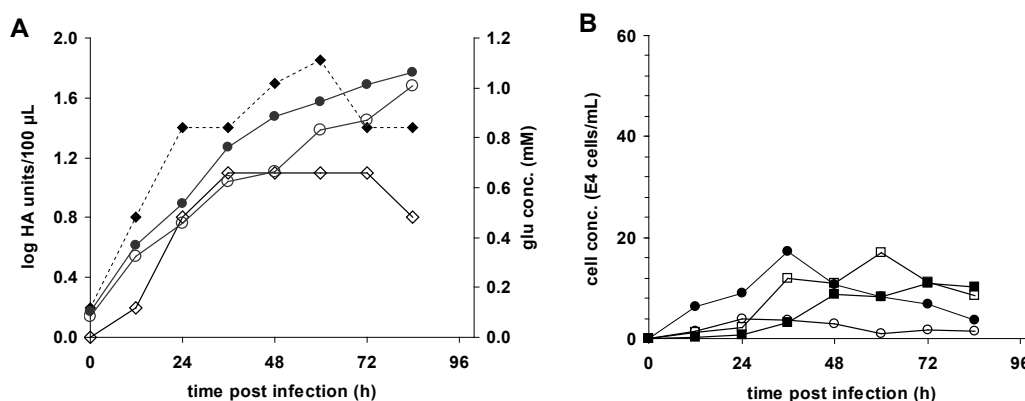 A
log HA units/100 µL
2.0
1.6
1.2
0.8
0.4
0.0
1.2
1.0
0.8
0.6
0.4
0.2
0.0
glu conc. (mM)
0 24 48 72 96
time post infection (h)
B
cell conc. (E4 cells/mL)
60
40
20
0
0 24 48 72 96
time post infection (h)